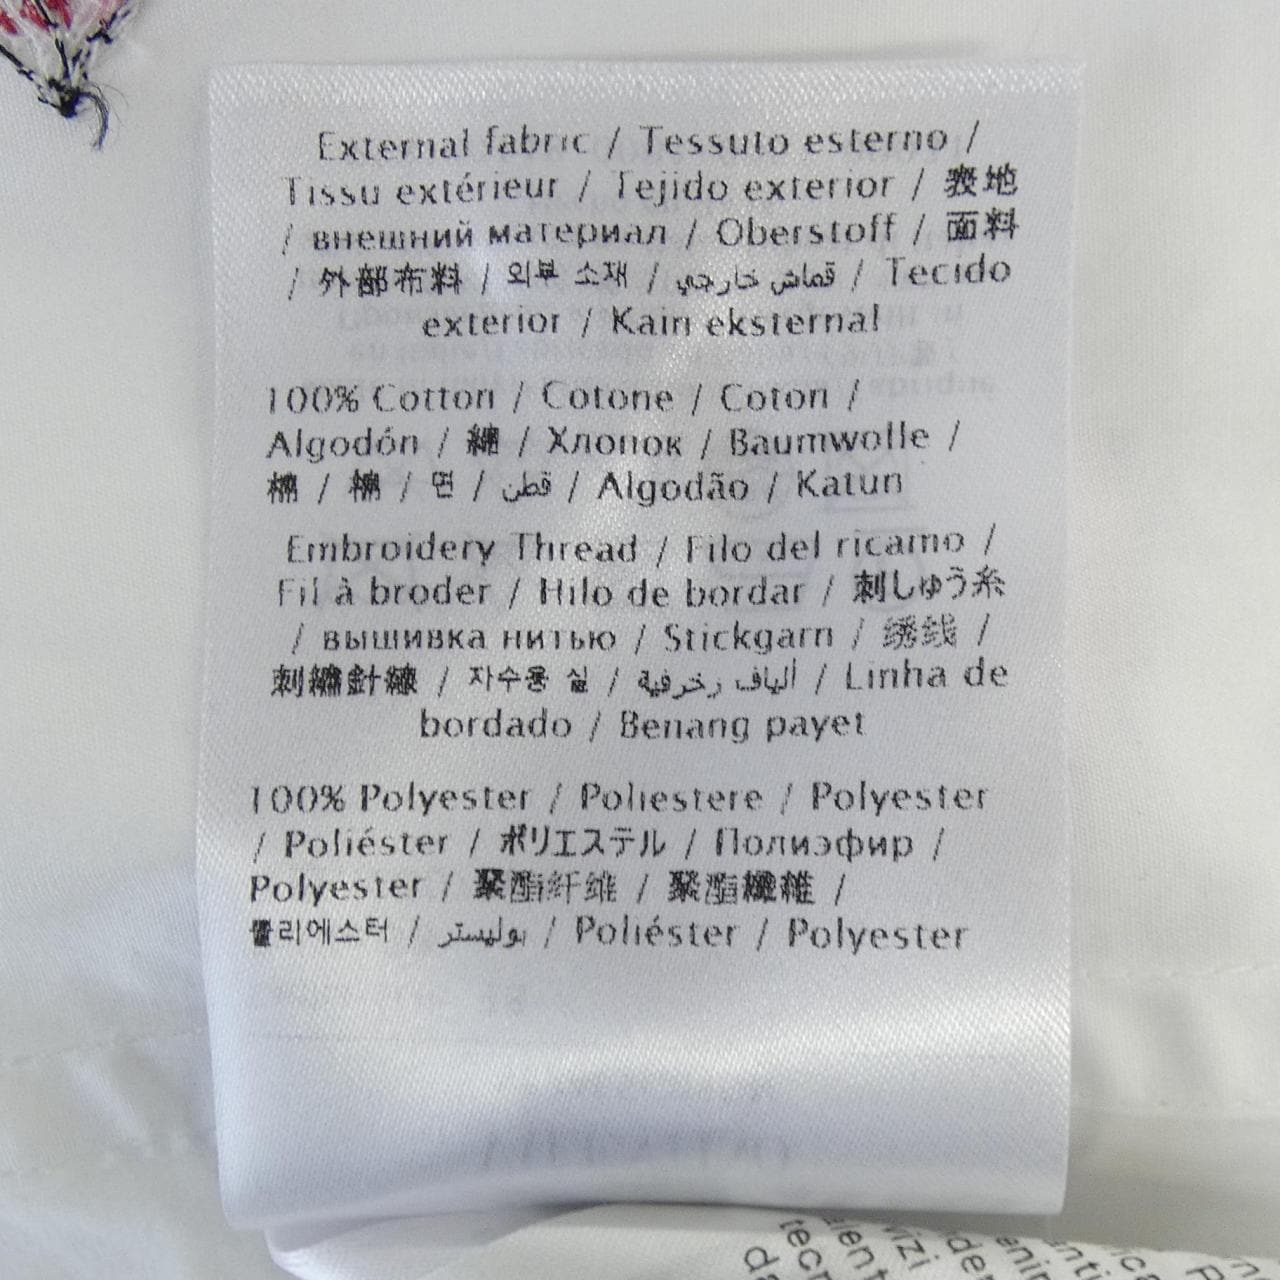 External fabric / Tessuto esterno /
Tissu extérieur / Tejido exterior / 表地
/ внешний материал / Oberstoff / 面料
/ 外部布料 / 외부 소재 / قماش خارجي / Tecido
exterior / Kain eksternal
100% Cotton / Cotone / Coton /
Algodón / 綿 / Хлопок / Baumwolle /
棉 / 棉 / 면 / قطن / Algodão / Katun
Embroidery Thread / Filo del ricamo /
Fil à broder / Hilo de bordar / 刺しゅう糸
/ вышивка нитью / Stickgarn / 绣线 /
刺繡針線 / 자수용 실 / ألياف زخرفية / Linha de
bordado / Benang payet
100% Polyester / Poliestere / Polyester
/ Poliéster / ポリエステル / Полиэфир /
Polyester / 聚酯纤维 / 聚酯纖維 /
폴리에스터 / بوليستر / Poliéster / Polyester